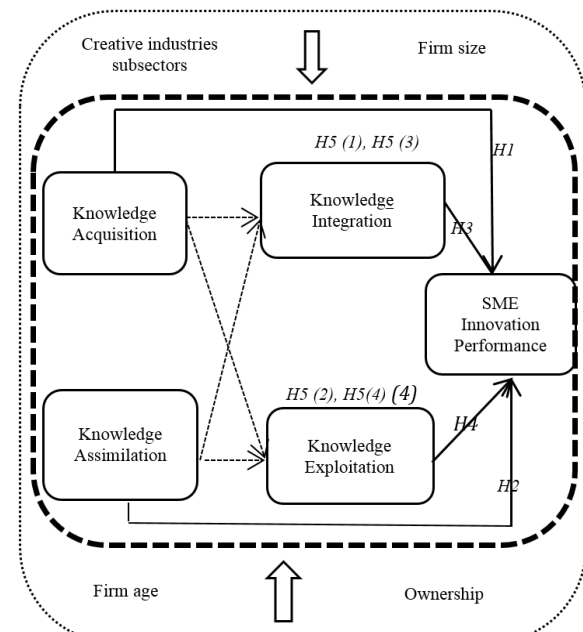 Creative industries
subsectors
Firm size
H5 (1), H5 (3)
H1
Knowledge
Acquisition
Knowledge
Integration
H3
SME
Innovation
Performance
H5 (2), H5(4) (4)
Knowledge
Assimilation
Knowledge
Exploitation
H4
H2
Firm age
Ownership